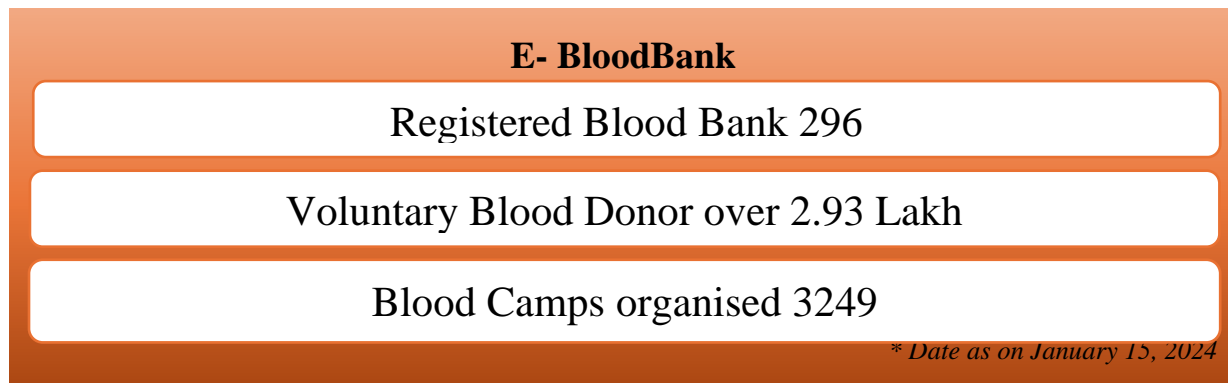 E- BloodBank
Registered Blood Bank 296
Voluntary Blood Donor over 2.93 Lakh
Blood Camps organised 3249
* Date as on January 15, 2024